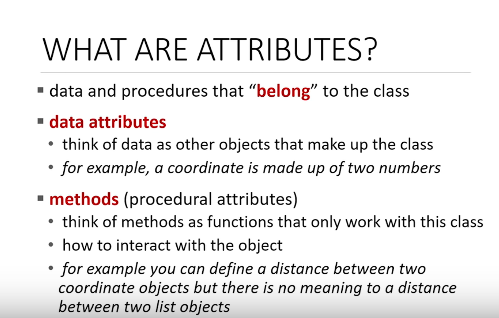 WHAT ARE ATTRIBUTES?
▪ data and procedures that “belong” to the class
▪ data attributes
• think of data as other objects that make up the class
• for example, a coordinate is made up of two numbers
▪ methods (procedural attributes)
• think of methods as functions that only work with this class
• how to interact with the object
• for example you can define a distance between two
coordinate objects but there is no meaning to a distance
between two list objects